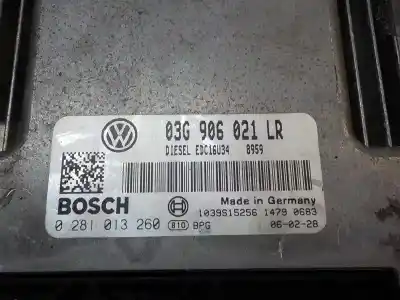 03G 906 021 LR
DIESEL EDC16U34 8959
BOSCH
Made in Germany
1039S15256 1479 0683
0 281 013 260 810 BPG 06-02-28